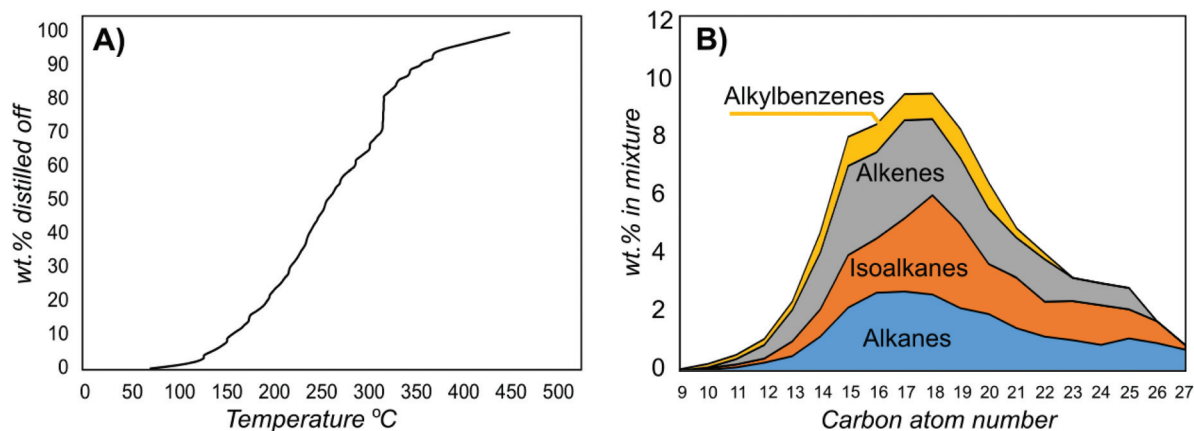 A)
wt.% distilled off
100
90
80
70
60
50
40
30
20
10
0
0 50 100 150 200 250 300 350 400 450 500
Temperature ºC
B)
wt.% in mixture
12
10
8
6
4
2
0
Alkylbenzenes
Alkenes
Isoalkanes
Alkanes
9 10 11 12 13 14 15 16 17 18 19 20 21 22 23 24 25 26 27
Carbon atom number